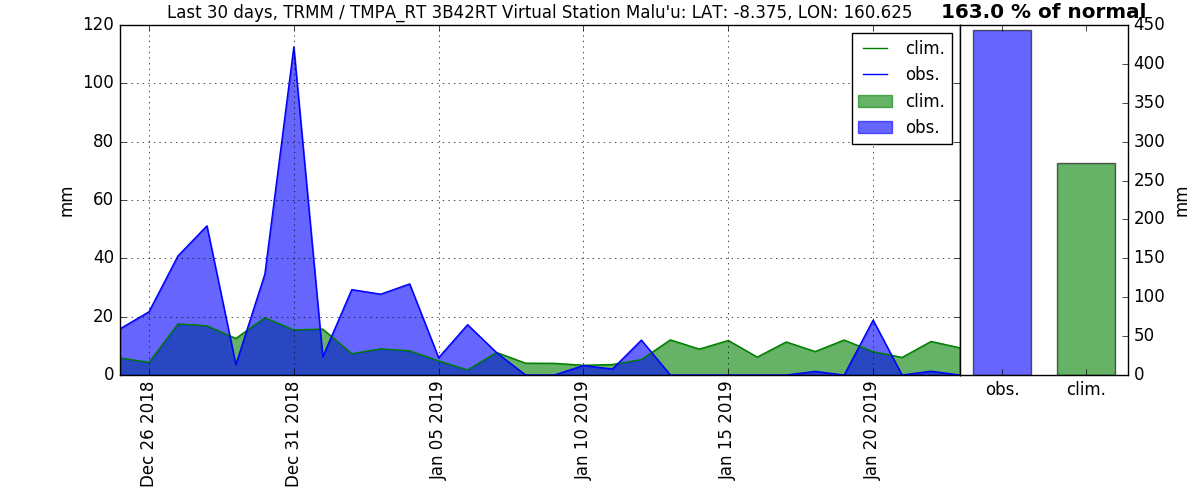 Last 30 days, TRMM / TMPA_RT 3B42RT Virtual Station Malu'u: LAT: -8.375, LON: 160.625
163.0 % of normal
120
100
80
60
40
20
0
mm
clim.
obs.
clim.
obs.
Dec 26 2018
Dec 31 2018
Jan 05 2019
Jan 10 2019
Jan 15 2019
Jan 20 2019
450
400
350
300
250
200
150
100
50
0
mm
obs.
clim.